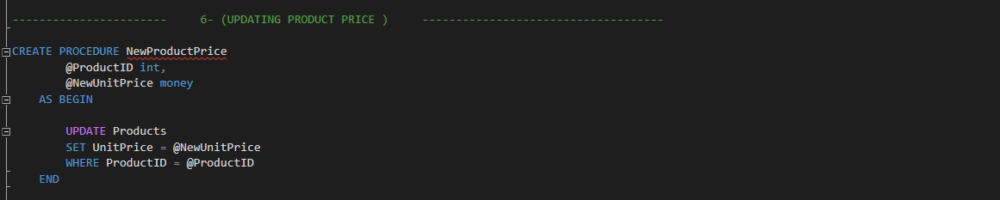 -----------------------     6- (UPDATING PRODUCT PRICE )     ------------------------------------
CREATE PROCEDURE NewProductPrice
@ProductID int,
@NewUnitPrice money
AS BEGIN
UPDATE Products
SET UnitPrice = @NewUnitPrice
WHERE ProductID = @ProductID
END